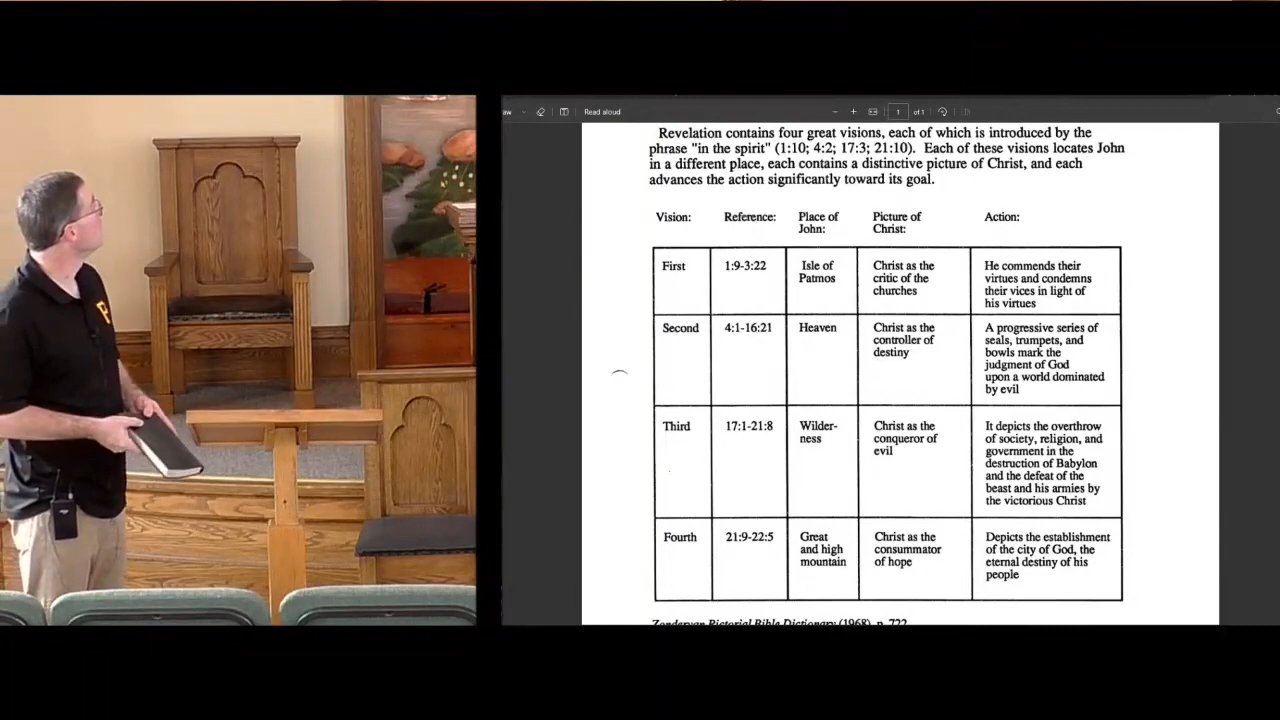 aw
Read aloud
1 of 1
Revelation contains four great visions, each of which is introduced by the
phrase "in the spirit" (1:10; 4:2; 17:3; 21:10). Each of these visions locates John
in a different place, each contains a distinctive picture of Christ, and each
advances the action significantly toward its goal.
Vision: Reference: Place of John: Picture of Christ: Action:
First 1:9-3:22
Isle of
Patmos
Christ as the
critic of the
churches
He commends their
virtues and condemns
their vices in light of
his virtues
Second 4:1-16:21 Heaven
Christ as the
controller of
destiny
A progressive series of
seals, trumpets, and
bowls mark the
judgment of God
upon a world dominated
by evil
Third 17:1-21:8
Wilder-
ness
Christ as the
conqueror of
evil
It depicts the overthrow
of society, religion, and
government in the
destruction of Babylon
and the defeat of the
beast and his armies by
the victorious Christ
Fourth 21:9-22:5
Great
and high
mountain
Christ as the
consummator
of hope
Depicts the establishment
of the city of God, the
eternal destiny of his
people
Zondervan Pictorial Bible Dictionary (1968), p. 722
P